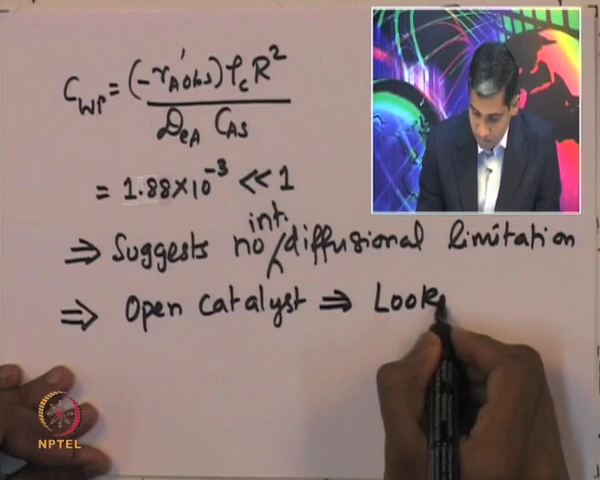 C_WP = (-r'_A obs) ρ_c R²
D_eA C_AS
= 1.88×10⁻³ << 1
⇒ Suggests no int. diffusional limitation
⇒ Open Catalyst ⇒ Look
NPTEL